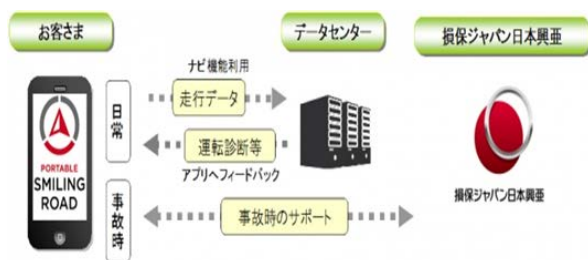 お客さま
データセンター
損保ジャパン日本興亜
ナビ機能利用
走行データ
日常
運転診断等
アプリへフィードバック
PORTABLE
SMILING
ROAD
損保ジャパン日本興亜
事故時
事故時のサポート